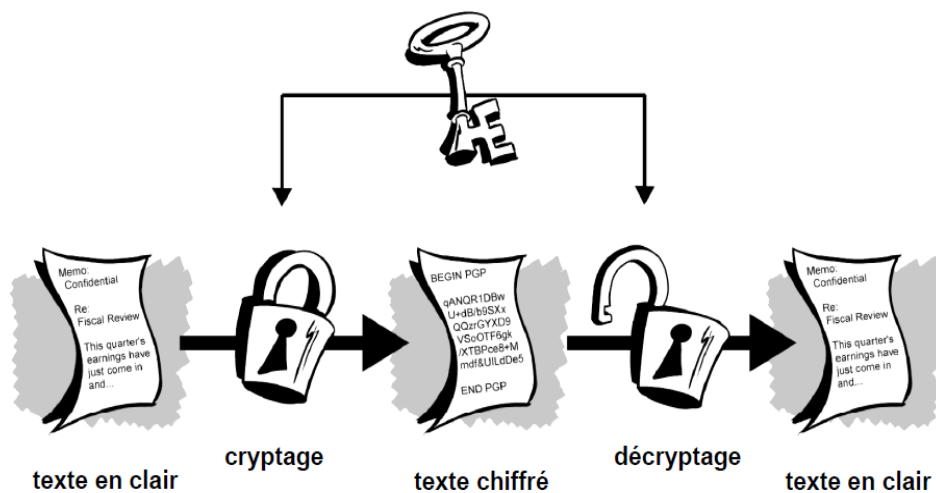 Memo:
Confidential
Re:
Fiscal Review
This quarter's
earnings have
just come in
and...
BEGIN PGP
qANQR1DBw
U+dB/b9SXx
QQzrGYXD9
VSoOTF6gk
/XTBPce8+M
mdf&UILdDe5
END PGP
Memo:
Confidential
Re:
Fiscal Review
This quarter's
earnings have
just come in
and...
cryptage
décryptage
texte en clair
texte chiffré
texte en clair